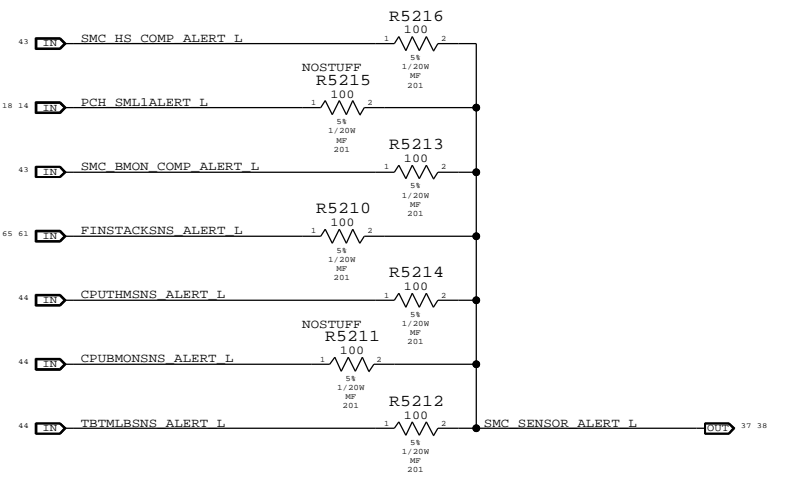 R5216
100
43 IN SMC_HS_COMP_ALERT_L 1 2
5%
1/20W
MF
201
NOSTUFF
R5215
100
18 14 IN PCH_SML1ALERT_L 1 2
5%
1/20W
MF
201
R5213
100
43 IN SMC_BMON_COMP_ALERT_L 1 2
5%
1/20W
MF
201
R5210
100
65 61 IN FINSTACKSNS_ALERT_L 1 2
5%
1/20W
MF
201
R5214
100
44 IN CPUTHMSNS_ALERT_L 1 2
5%
1/20W
MF
201
NOSTUFF
R5211
100
44 IN CPUBMONSNS_ALERT_L 1 2
5%
1/20W
MF
201
R5212
100
44 IN TBTMLBSNS_ALERT_L 1 2 SMC_SENSOR_ALERT_L OUT 37 38
5%
1/20W
MF
201